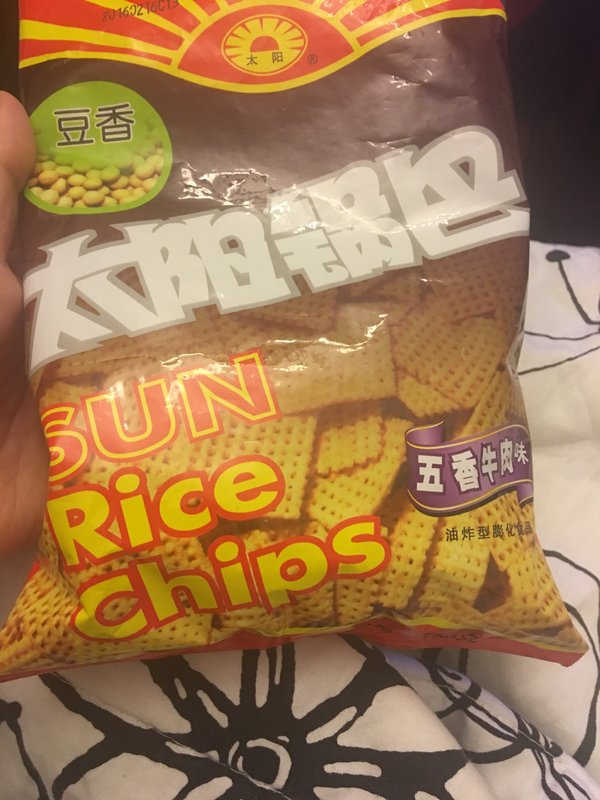 20160216C13
太阳®
豆香
太阳锅巴
SUN
Rice
chips
五香牛肉味
油炸型膨化食品